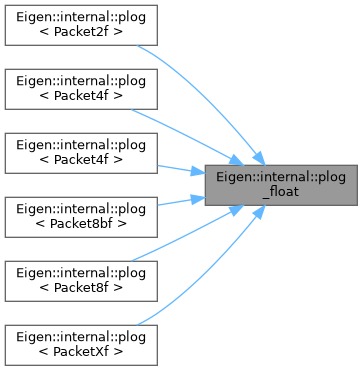 Eigen::internal::plog
< Packet2f >
Eigen::internal::plog
< Packet4f >
Eigen::internal::plog
< Packet4f >
Eigen::internal::plog
_float
Eigen::internal::plog
< Packet8bf >
Eigen::internal::plog
< Packet8f >
Eigen::internal::plog
< PacketXf >